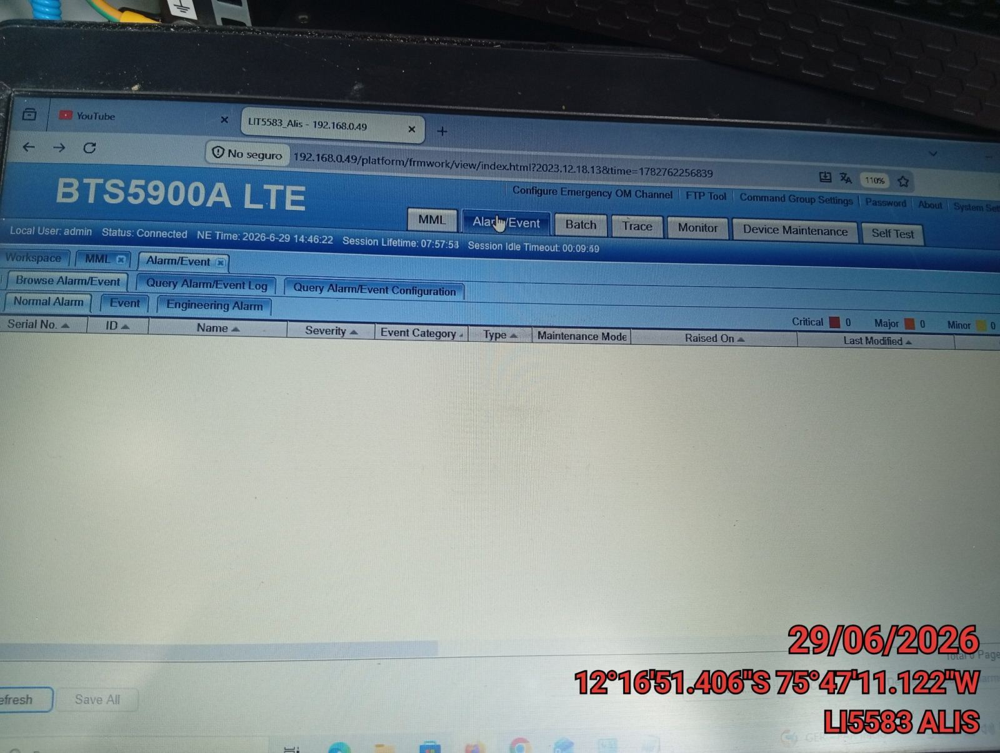 YouTube
LIT5583_Alis - 192.168.0.49
No seguro 192.168.0.49/platform/frmwork/view/index.html?2023.12.18.13&time=1782762256839
110%
BTS5900A LTE
Configure Emergency OM Channel FTP Tool Command Group Settings Password About System Set
MML Alarm/Event Batch Trace Monitor Device Maintenance Self Test
Local User: admin Status: Connected NE Time: 2026-6-29 14:46:22 Session Lifetime: 07:57:53 Session Idle Timeout: 00:09:59
Workspace MML Alarm/Event
Browse Alarm/Event Query Alarm/Event Log Query Alarm/Event Configuration
Normal Alarm Event Engineering Alarm
Critical 0 Major 0 Minor 0
Serial No. ID Name Severity Event Category Type Maintenance Mode Raised On Last Modified
29/06/2026
Total 0 Page
12°16'51.406"S 75°47'11.122"W
efresh Save All
LI5583 ALIS